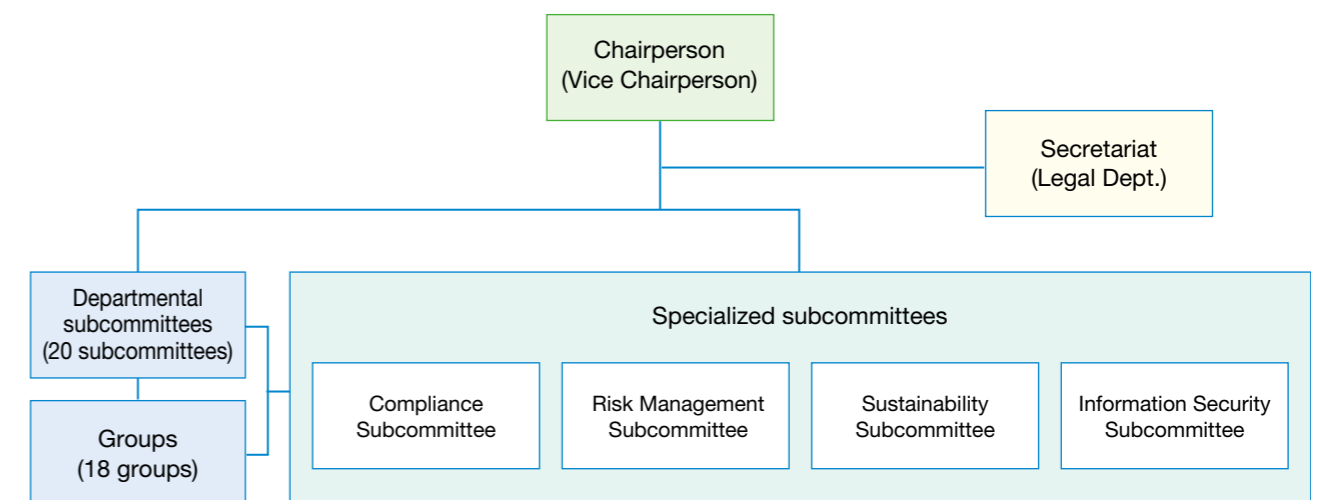 Chairperson
(Vice Chairperson)
Secretariat
(Legal Dept.)
Departmental
subcommittees
(20 subcommittees)
Groups
(18 groups)
Specialized subcommittees
Compliance
Subcommittee
Risk Management
Subcommittee
Sustainability
Subcommittee
Information Security
Subcommittee